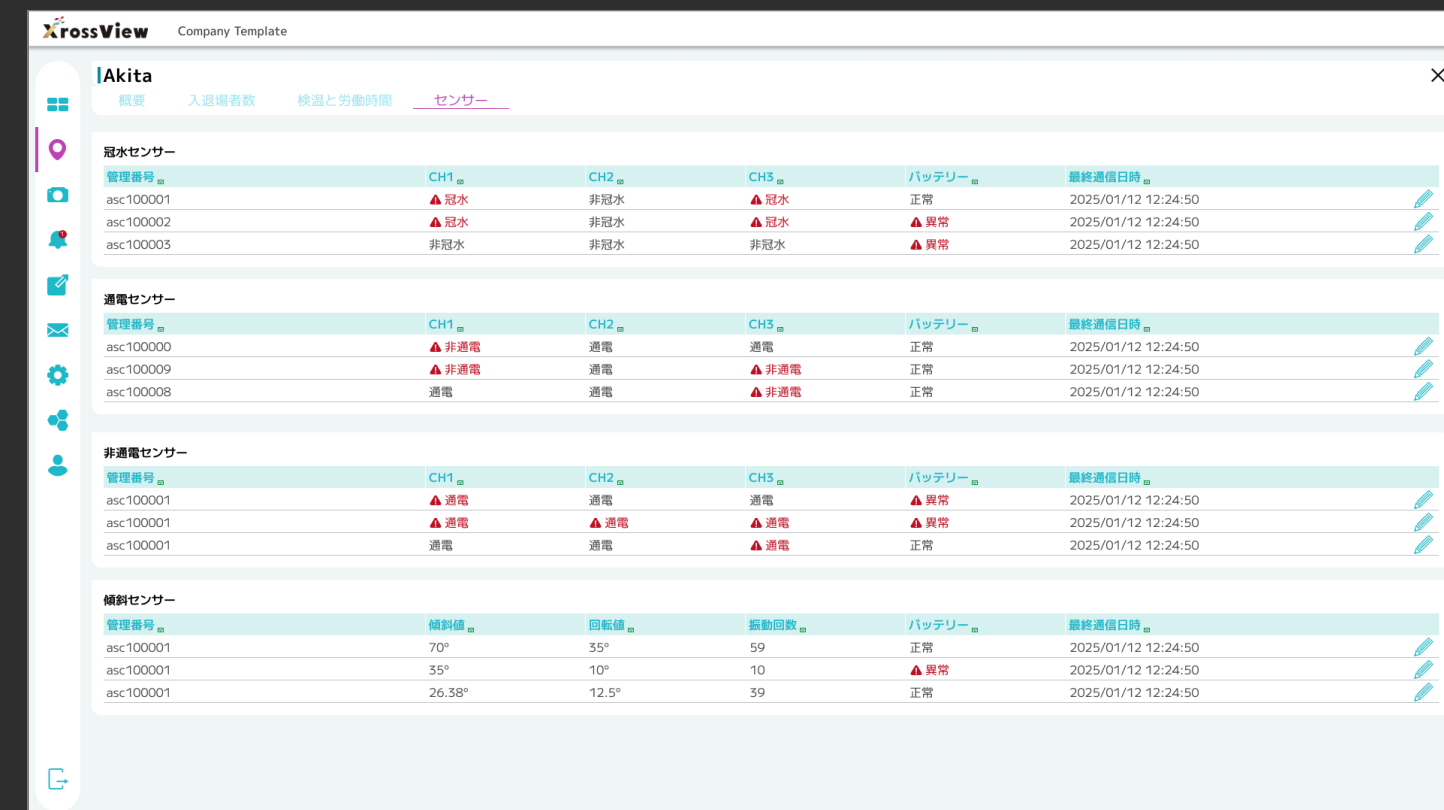 XrossView Company Template
Akita
概要 入退場者数 検温と労働時間 センサー
1
冠水センサー
管理番号 CH1 CH2 CH3 バッテリー 最終通信日時
asc100001 冠水 非冠水 冠水 正常 2025/01/12 12:24:50
asc100002 冠水 非冠水 冠水 異常 2025/01/12 12:24:50
asc100003 非冠水 非冠水 非冠水 異常 2025/01/12 12:24:50
通電センサー
管理番号 CH1 CH2 CH3 バッテリー 最終通信日時
asc100000 非通電 通電 通電 正常 2025/01/12 12:24:50
asc100009 非通電 通電 非通電 正常 2025/01/12 12:24:50
asc100008 通電 通電 非通電 正常 2025/01/12 12:24:50
非通電センサー
管理番号 CH1 CH2 CH3 バッテリー 最終通信日時
asc100001 通電 通電 通電 異常 2025/01/12 12:24:50
asc100001 通電 通電 通電 異常 2025/01/12 12:24:50
asc100001 通電 通電 通電 正常 2025/01/12 12:24:50
傾斜センサー
管理番号 傾斜値 回転値 振動回数 バッテリー 最終通信日時
asc100001 70° 35° 59 正常 2025/01/12 12:24:50
asc100001 35° 10° 10 異常 2025/01/12 12:24:50
asc100001 26.38° 12.5° 39 正常 2025/01/12 12:24:50